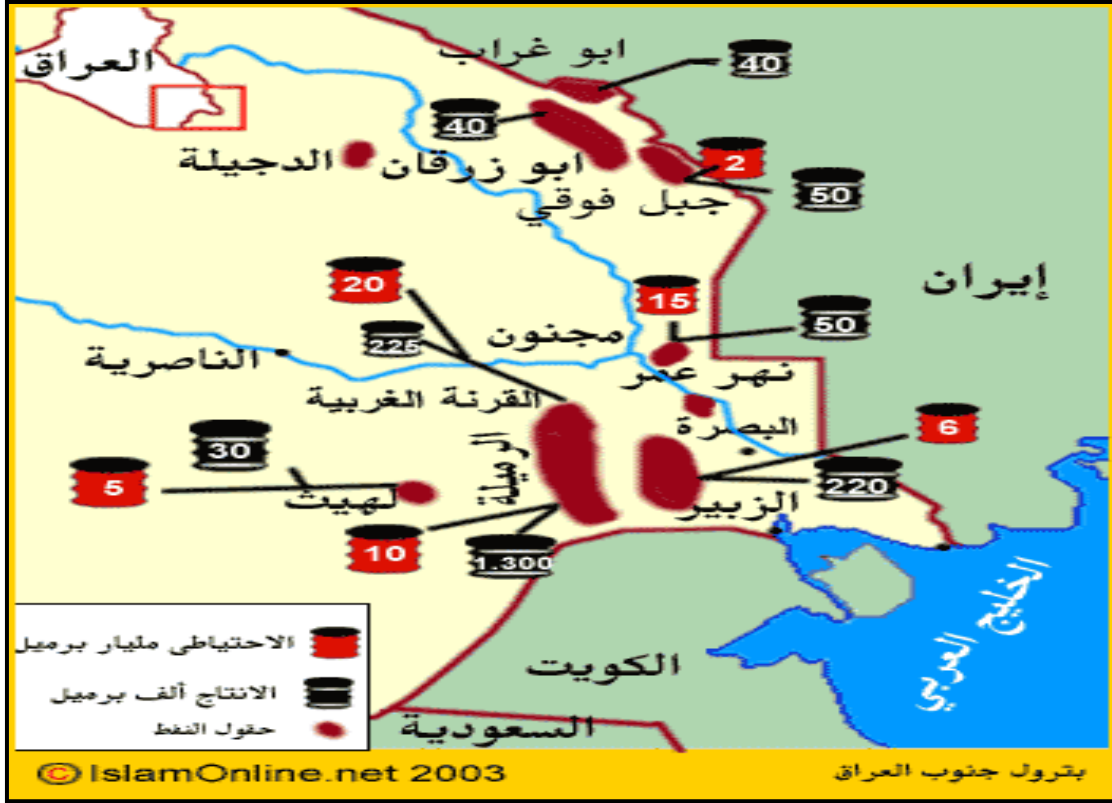 العراق
ابو غراب
40
40
الدجيلة
ابو زرقان
2
50
جبل فوقي
إيران
20
15
50
225
مجنون
الناصرية
نهر عمر
القرنة الغربية
البصرة
6
30
الرميلة
5
لهيث
الزبير
220
10
1.300
الخليج العربي
الكويت
السعودية
الاحتياطى مليار برميل
الانتاج ألف برميل
حقول النفط
© IslamOnline.net 2003
بترول جنوب العراق